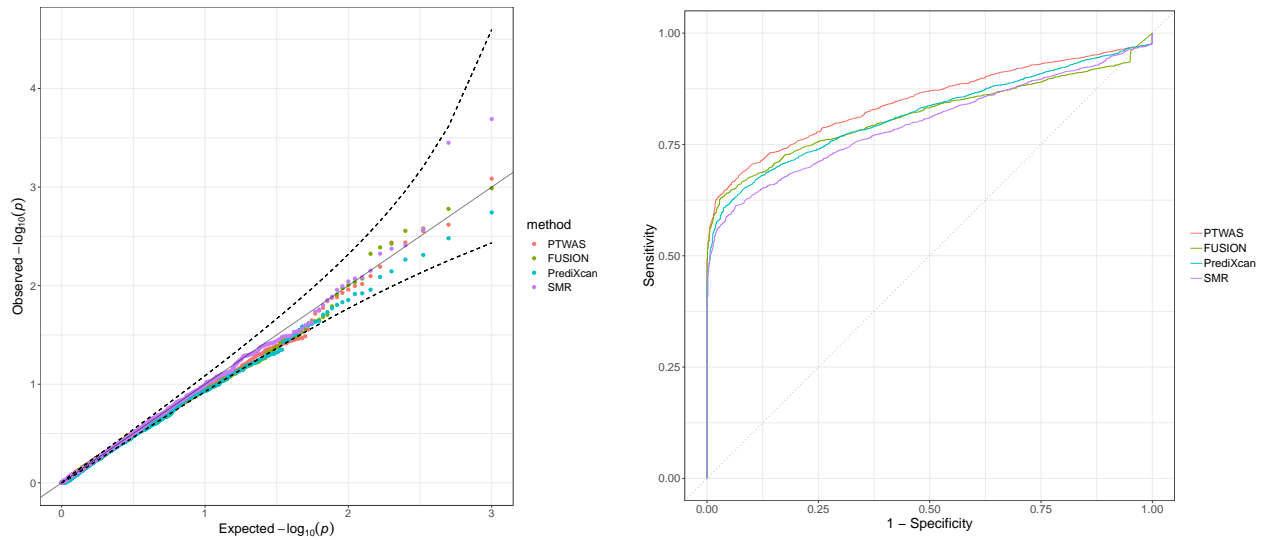 Observed −log10(p)
4
3
2
1
0
0
1
2
3
Expected −log10(p)
method
PTWAS
FUSION
PrediXcan
SMR
Sensitivity
1.00
0.75
0.50
0.25
0.00
0.00
0.25
0.50
0.75
1.00
1 − Specificity
PTWAS
FUSION
PrediXcan
SMR